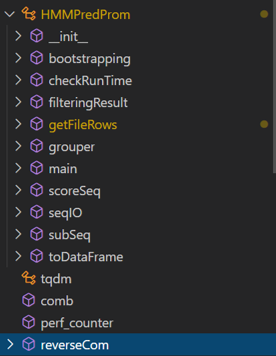 HMMPredProm
__init__
bootstrapping
checkRunTime
filteringResult
getFileRows
grouper
main
scoreSeq
seqIO
subSeq
toDataFrame
tqdm
comb
perf_counter
reverseCom